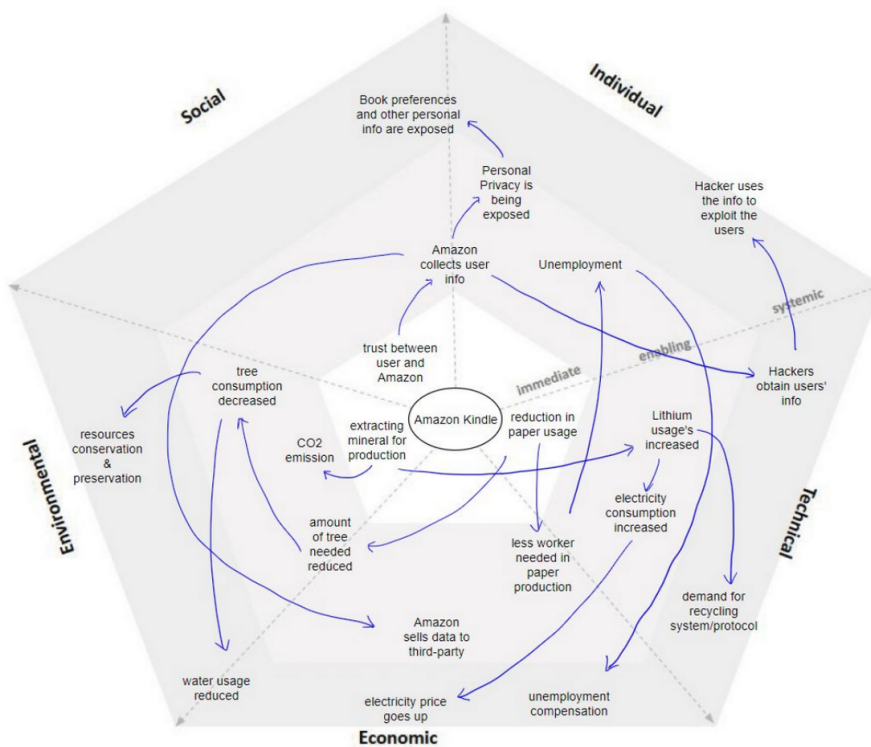 Social
Individual
Book preferences
and other personal
info are exposed
Personal
Privacy is
being
exposed
Hacker uses
the info to
exploit the
users
Amazon
collects user
info
Unemployment
systemic
enabling
immediate
trust between
user and
Amazon
tree
consumption
decreased
Hackers
obtain users'
info
Amazon Kindle
resources
conservation
&
preservation
CO2
emission
extracting
mineral for
production
reduction in
paper usage
Lithium
usage's
increased
Environmental
Technical
amount
of tree
needed
reduced
less worker
needed in
paper
production
electricity
consumption
increased
demand for
recycling
system/protocol
Amazon
sells data to
third-party
water usage
reduced
electricity price
goes up
unemployment
compensation
Economic